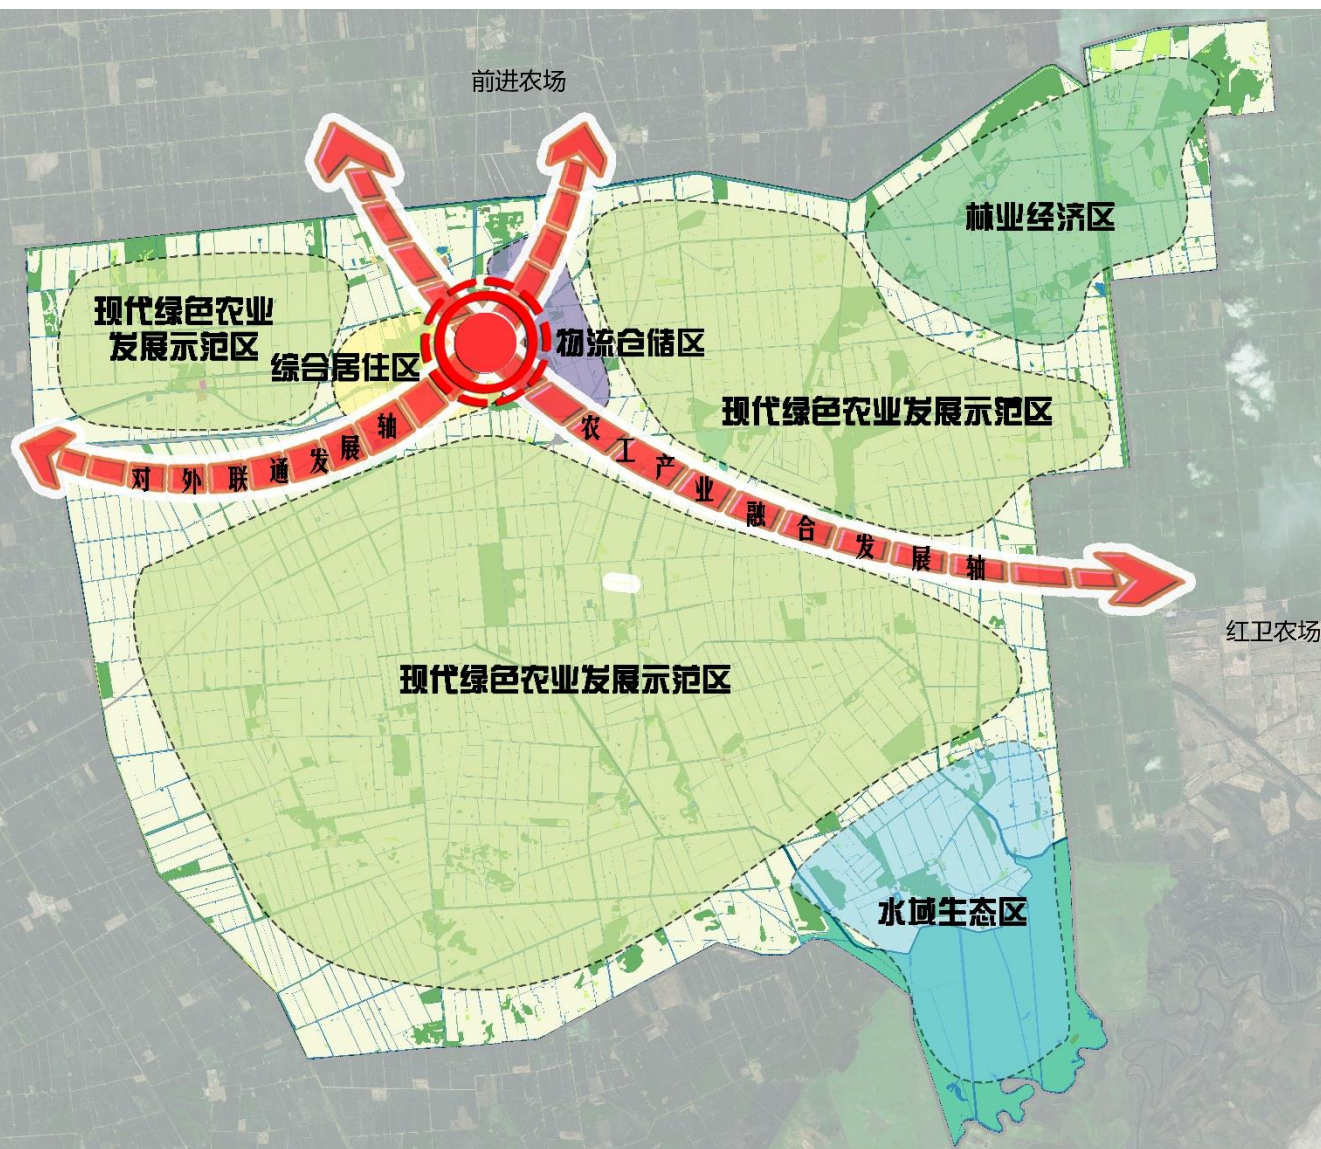 前进农场
林业经济区
现代绿色农业
发展示范区
综合居住区
物流仓储区
现代绿色农业发展示范区
对外联通发展轴
农工产业融合发展轴
红卫农场
现代绿色农业发展示范区
水域生态区